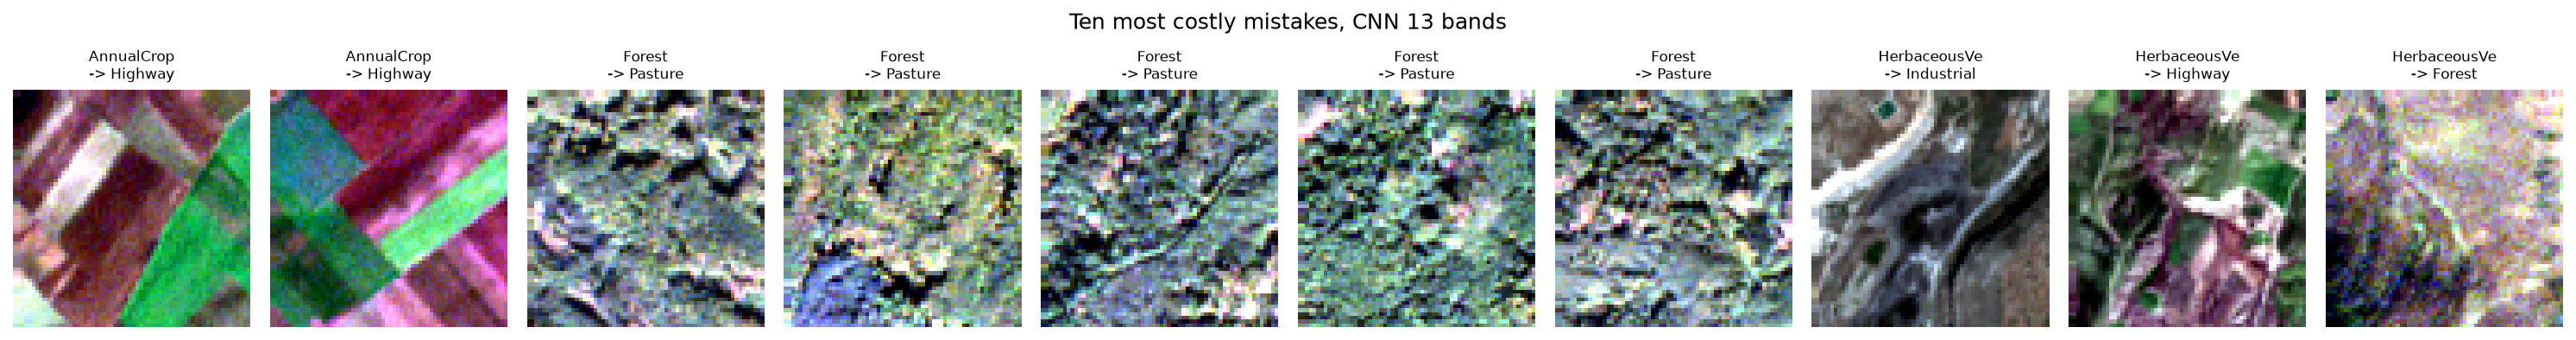 Ten most costly mistakes, CNN 13 bands
AnnualCrop
-> Highway
AnnualCrop
-> Highway
Forest
-> Pasture
Forest
-> Pasture
Forest
-> Pasture
Forest
-> Pasture
Forest
-> Pasture
HerbaceousVe
-> Industrial
HerbaceousVe
-> Highway
HerbaceousVe
-> Forest